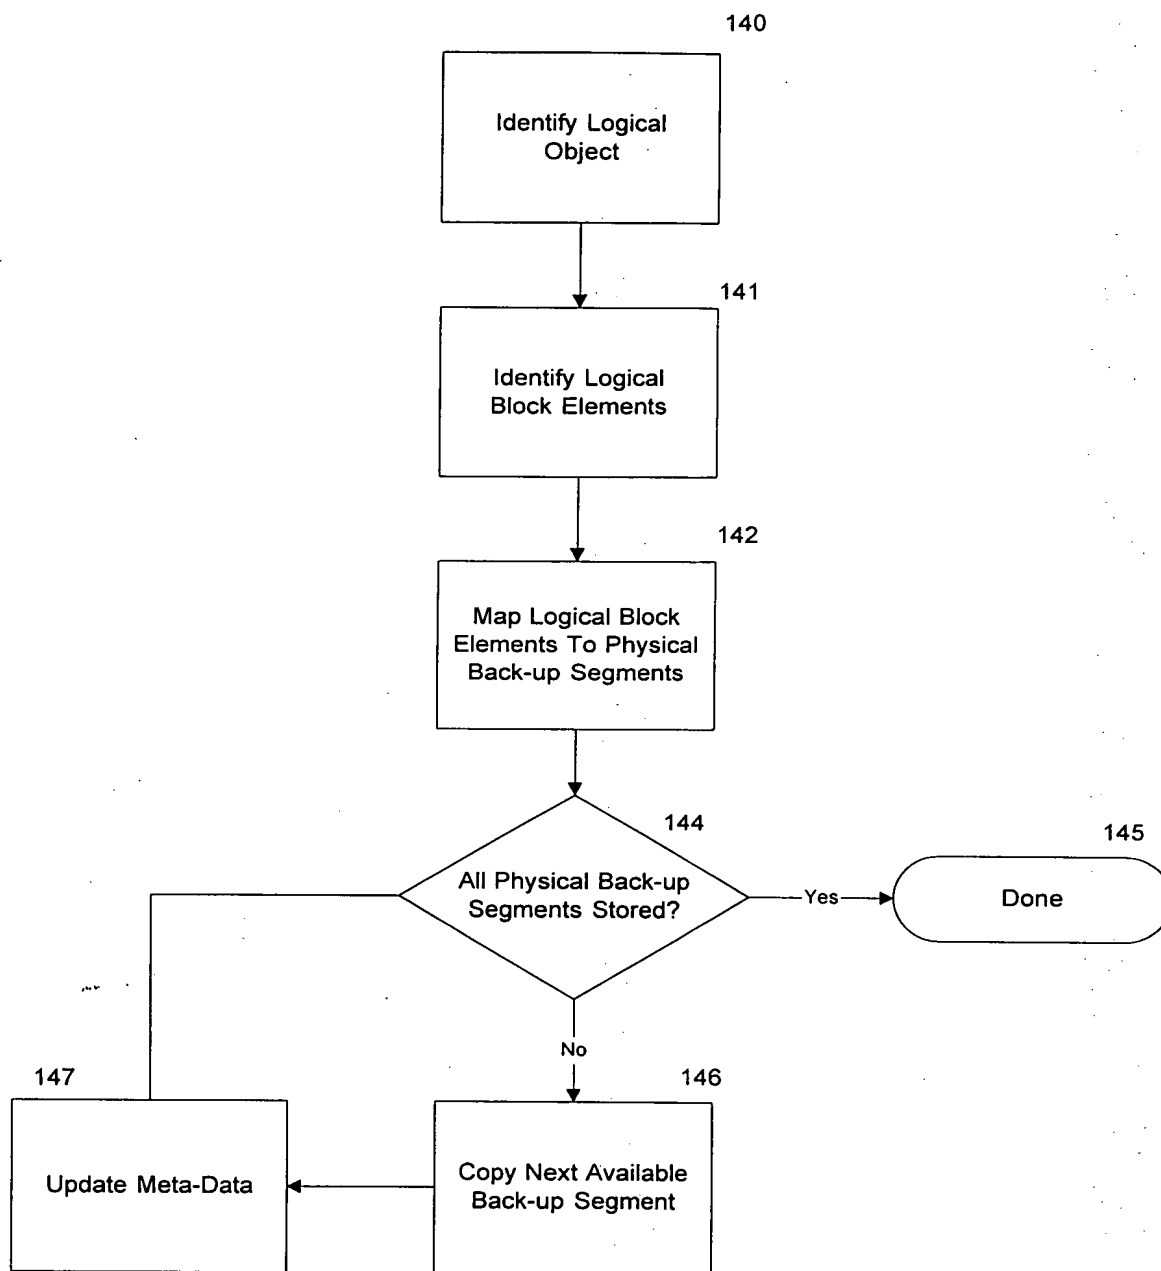 140
Identify Logical
Object
141
Identify Logical
Block Elements
142
Map Logical Block
Elements To Physical
Back-up Segments
144
All Physical Back-up
Segments Stored?
Yes
145
Done
No
147
Update Meta-Data
146
Copy Next Available
Back-up Segment